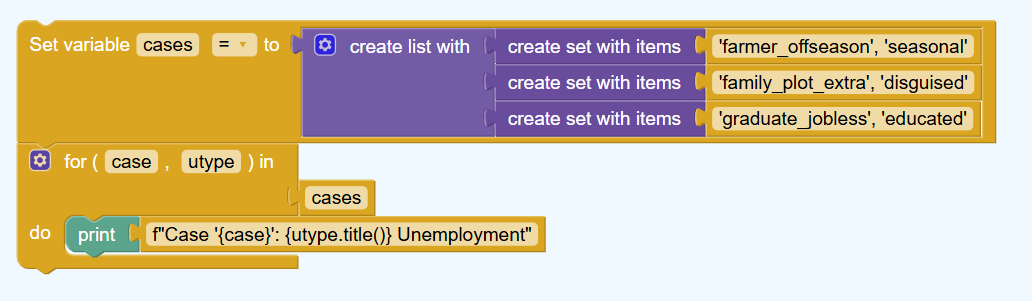 Set variable cases = to create list with create set with items 'farmer_offseason', 'seasonal'
create set with items 'family_plot_extra', 'disguised'
create set with items 'graduate_jobless', 'educated'
for ( case , utype ) in
cases
do print f"Case '{case}': {utype.title()} Unemployment"